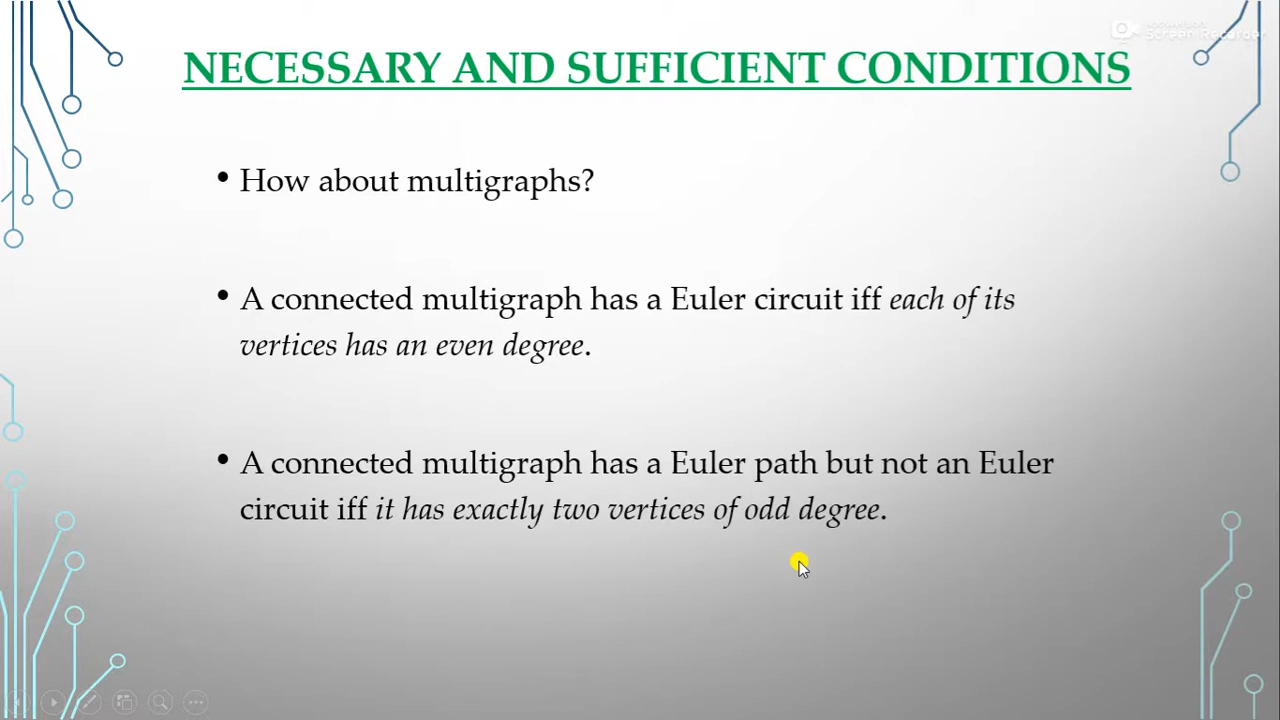 Screen Recorder
NECESSARY AND SUFFICIENT CONDITIONS
• How about multigraphs?
• A connected multigraph has a Euler circuit iff each of its
vertices has an even degree.
• A connected multigraph has a Euler path but not an Euler
circuit iff it has exactly two vertices of odd degree.